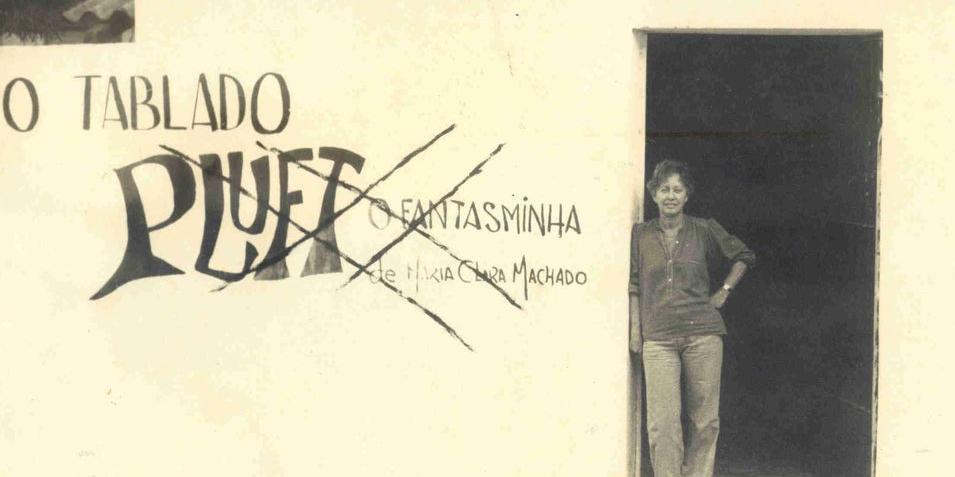 O TABLADO
PLUFT
O FANTASMINHA
de MARIA CLARA MACHADO